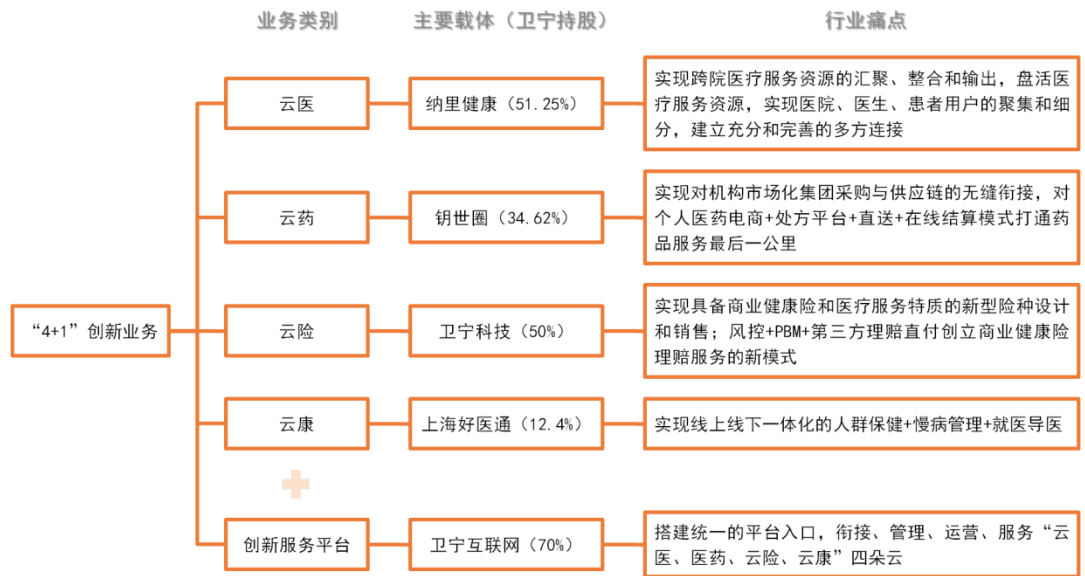 业务类别 主要载体（卫宁持股） 行业痛点
云医 纳里健康（51.25%）
实现跨院医疗服务资源的汇聚、整合和输出，盘活医
疗服务资源，实现医院、医生、患者用户的聚集和细
分，建立充分和完善的多方连接
云药 钥世圈（34.62%）
实现对机构市场化集团采购与供应链的无缝衔接，对
个人医药电商+处方平台+直送+在线结算模式打通药
品服务最后一公里
“4+1”创新业务
云险 卫宁科技（50%）
实现具备商业健康险和医疗服务特质的新型险种设计
和销售；风控+PBM+第三方理赔直付创立商业健康险
理赔服务的新模式
云康 上海好医通（12.4%）
实现线上线下一体化的人群保健+慢病管理+就医导医
创新服务平台 卫宁互联网（70%）
搭建统一的平台入口，衔接、管理、运营、服务“云
医、医药、云险、云康”四朵云